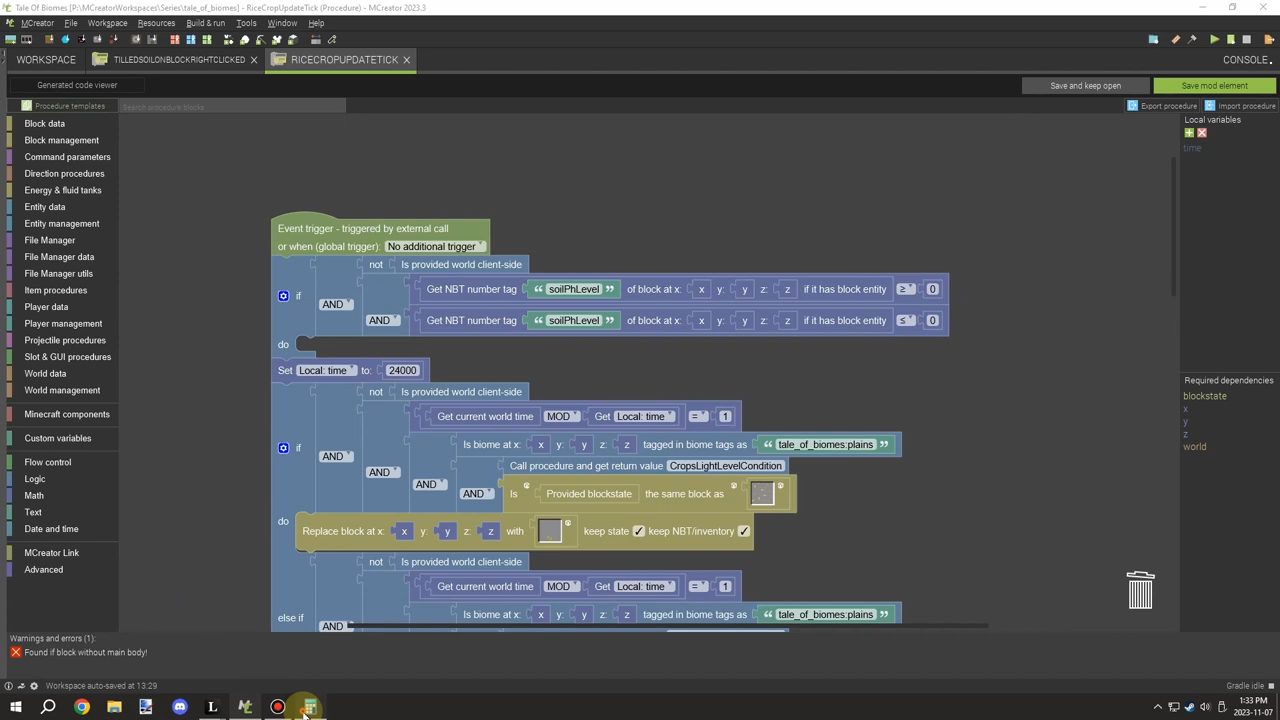 Tale Of Biomes [P:\MCreatorWorkspaces\Series\tale_of_biomes] - RiceCropUpdateTick (Procedure) - MCreator 2023.3
MCreator File Workspace Resources Build & run Tools Window Help
WORKSPACE TILLEDSOILONBLOCKRIGHTCLICKED RICECROPUPDATETICK CONSOLE
Generated code viewer Save and keep open Save mod element
Procedure templates Search procedure blocks Export procedure Import procedure
Block data
Block management
Command parameters
Direction procedures
Energy & fluid tanks
Entity data
Entity management
File Manager
File Manager data
File Manager utils
Item procedures
Player data
Player management
Projectile procedures
Slot & GUI procedures
World data
World management
Minecraft components
Custom variables
Flow control
Logic
Math
Text
Date and time
MCreator Link
Advanced
Event trigger - triggered by external call
or when (global trigger): No additional trigger
not Is provided world client-side
if AND Get NBT number tag “ soilPhLevel ” of block at x: x y: y z: z if it has block entity ≥ 0
AND Get NBT number tag “ soilPhLevel ” of block at x: x y: y z: z if it has block entity ≤ 0
do
Set Local: time to: 24000
not Is provided world client-side
Get current world time MOD Get Local: time = 1
if AND AND Is biome at x: x y: y z: z tagged in biome tags as “ tale_of_biomes:plains ”
AND Call procedure and get return value CropsLightLevelCondition
AND Is Provided blockstate the same block as
do Replace block at x: x y: y z: z with keep state keep NBT/inventory
not Is provided world client-side
Get current world time MOD Get Local: time = 1
else if AND Is biome at x: x y: y z: z tagged in biome tags as “ tale_of_biomes:plains ”
Local variables
time
Required dependencies
blockstate
x
y
z
world
Warnings and errors (1):
Found if block without main body!
Workspace auto-saved at 13:29 Gradle idle
1:33 PM
2023-11-07